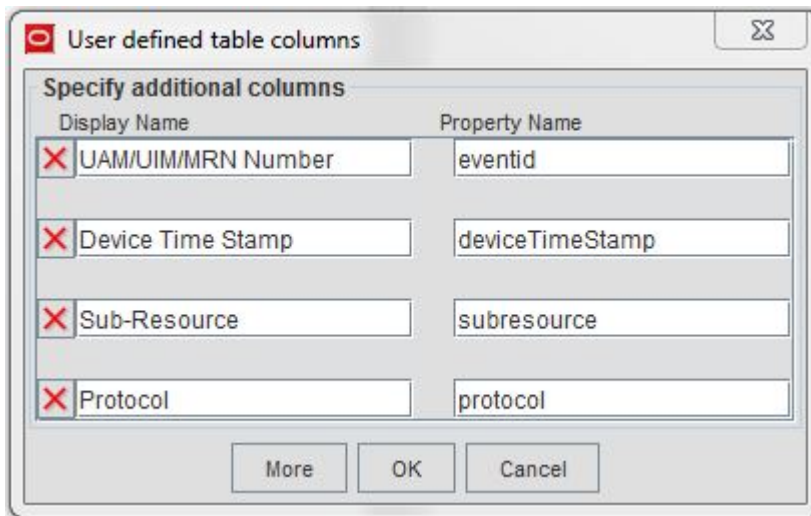 User defined table columns
Specify additional columns
Display Name Property Name
UAM/UIM/MRN Number eventid
Device Time Stamp deviceTimeStamp
Sub-Resource subresource
Protocol protocol
More OK Cancel